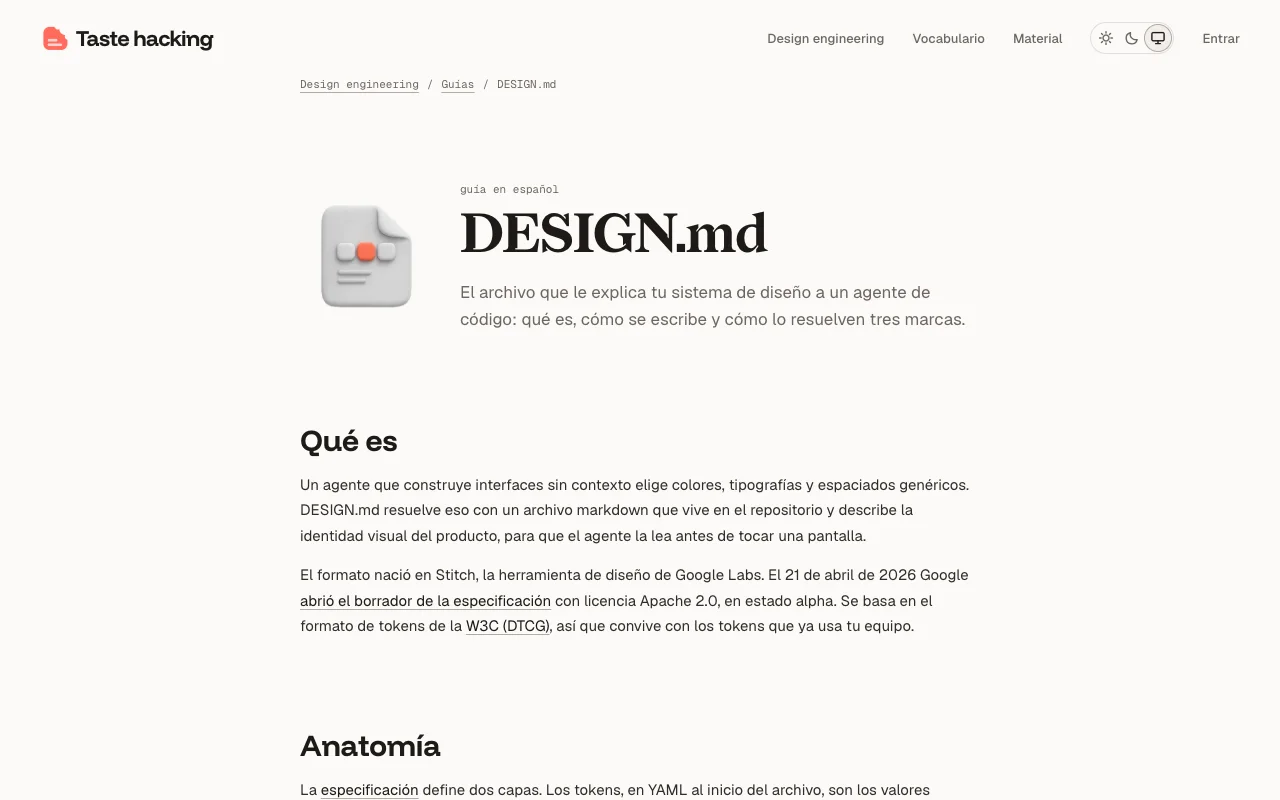 Taste hacking
Design engineering
Vocabulario
Material
Entrar
Design engineering / Guías / DESIGN.md
guía en español
DESIGN.md
El archivo que le explica tu sistema de diseño a un agente de
código: qué es, cómo se escribe y cómo lo resuelven tres marcas.
Qué es
Un agente que construye interfaces sin contexto elige colores, tipografías y espaciados genéricos.
DESIGN.md resuelve eso con un archivo markdown que vive en el repositorio y describe la
identidad visual del producto, para que el agente la lea antes de tocar una pantalla.
El formato nació en Stitch, la herramienta de diseño de Google Labs. El 21 de abril de 2026 Google
abrió el borrador de la especificación con licencia Apache 2.0, en estado alpha. Se basa en el
formato de tokens de la W3C (DTCG), así que convive con los tokens que ya usa tu equipo.
Anatomía
La especificación define dos capas. Los tokens, en YAML al inicio del archivo, son los valores